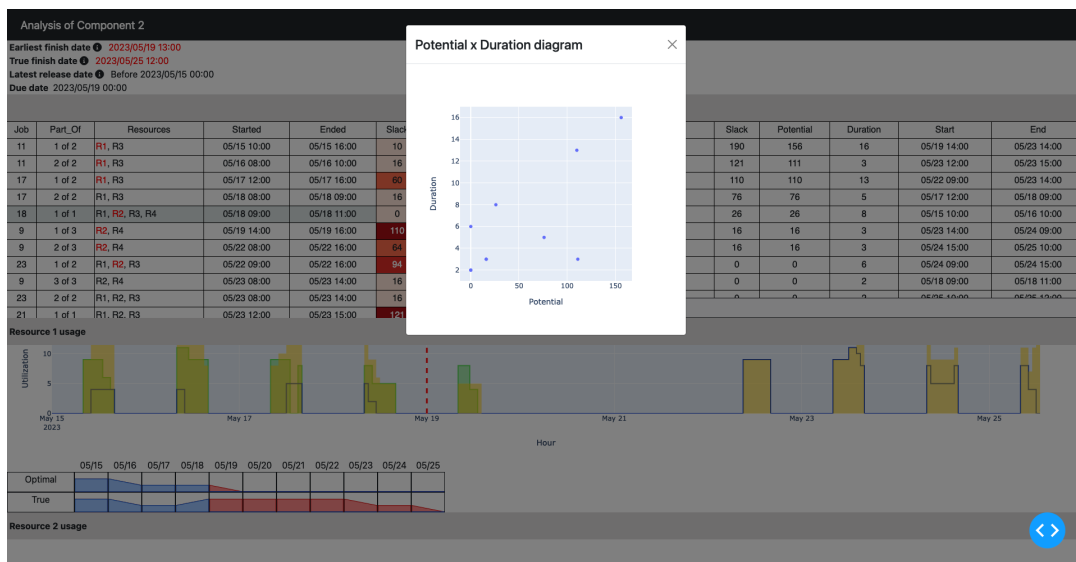 Analysis of Component 2
Earliest finish date 2023/05/19 13:00
True finish date 2023/05/25 12:00
Latest release date Before 2023/05/15 00:00
Due date 2023/05/19 00:00
Potential x Duration diagram
16
14
12
10
8
6
4
2
Duration
0 50 100 150
Potential
Job Part_Of Resources Started Ended Slack
11 1 of 2 R1, R3 05/15 10:00 05/15 16:00 10
11 2 of 2 R1, R3 05/16 08:00 05/16 10:00 16
17 1 of 2 R1, R3 05/17 12:00 05/17 16:00 60
17 2 of 2 R1, R3 05/18 08:00 05/18 09:00 16
18 1 of 1 R1, R2, R3, R4 05/18 09:00 05/18 11:00 0
9 1 of 3 R2, R4 05/19 14:00 05/19 16:00 110
9 2 of 3 R2, R4 05/22 08:00 05/22 16:00 64
23 1 of 2 R1, R2, R3 05/22 09:00 05/22 16:00 94
9 3 of 3 R2, R4 05/23 08:00 05/23 14:00 16
23 2 of 2 R1, R2, R3 05/23 08:00 05/23 14:00 16
21 1 of 1 R1, R2, R3 05/23 12:00 05/23 15:00 121
Slack Potential Duration Start End
190 156 16 05/19 14:00 05/23 14:00
121 111 3 05/23 12:00 05/23 15:00
110 110 13 05/22 09:00 05/23 14:00
76 76 5 05/17 12:00 05/18 09:00
26 26 8 05/15 10:00 05/16 10:00
16 16 3 05/23 14:00 05/24 09:00
16 16 3 05/24 15:00 05/25 10:00
0 0 6 05/24 09:00 05/24 15:00
0 0 2 05/18 09:00 05/18 11:00
0 0 2 05/25 10:00 05/25 12:00
Resource 1 usage
10
5
0
Utilization
May 15 May 17 May 19 May 21 May 23 May 25
2023
Hour
05/15 05/16 05/17 05/18 05/19 05/20 05/21 05/22 05/23 05/24 05/25
Optimal
True
Resource 2 usage